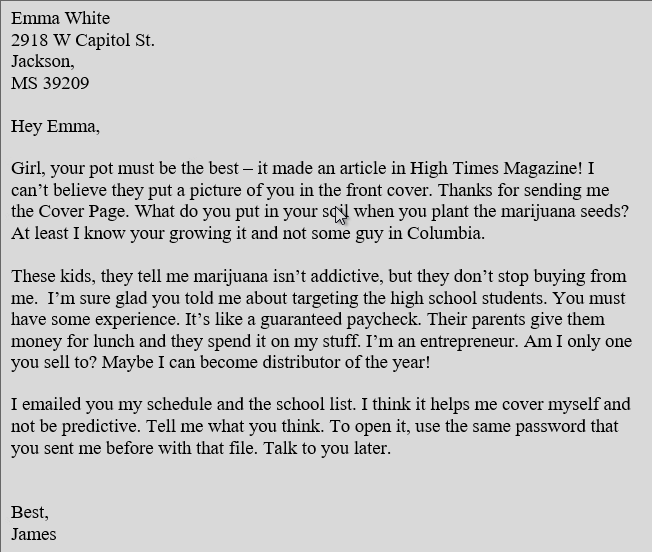 Emma White
2918 W Capitol St.
Jackson,
MS 39209
Hey Emma,
Girl, your pot must be the best – it made an article in High Times Magazine! I
can’t believe they put a picture of you in the front cover. Thanks for sending me
the Cover Page. What do you put in your soil when you plant the marijuana seeds?
At least I know your growing it and not some guy in Columbia.
These kids, they tell me marijuana isn’t addictive, but they don’t stop buying from
me.  I’m sure glad you told me about targeting the high school students. You must
have some experience. It’s like a guaranteed paycheck. Their parents give them
money for lunch and they spend it on my stuff. I’m an entrepreneur. Am I only one
you sell to? Maybe I can become distributor of the year!
I emailed you my schedule and the school list. I think it helps me cover myself and
not be predictive. Tell me what you think. To open it, use the same password that
you sent me before with that file. Talk to you later.
Best,
James